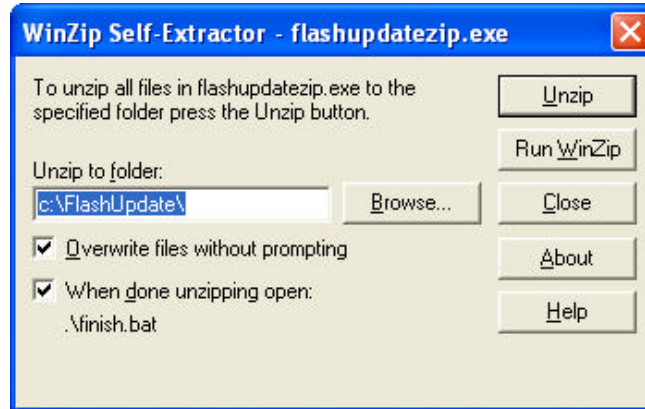 WinZip Self-Extractor - flashupdatezip.exe
To unzip all files in flashupdatezip.exe to the
specified folder press the Unzip button.
Unzip to folder:
c:\FlashUpdate\
Browse...
Overwrite files without prompting
When done unzipping open:
.\finish.bat
Unzip
Run WinZip
Close
About
Help